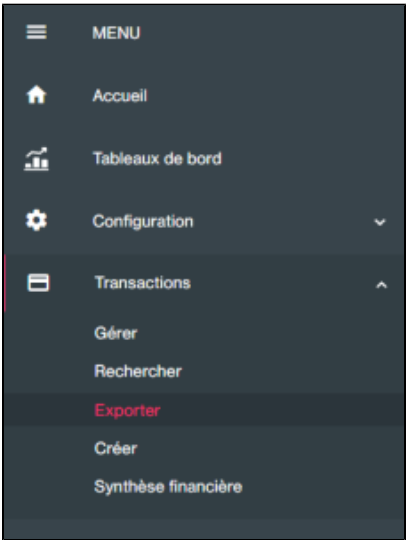 MENU
Accueil
Tableaux de bord
Configuration
Transactions
Gérer
Rechercher
Exporter
Créer
Synthèse financière